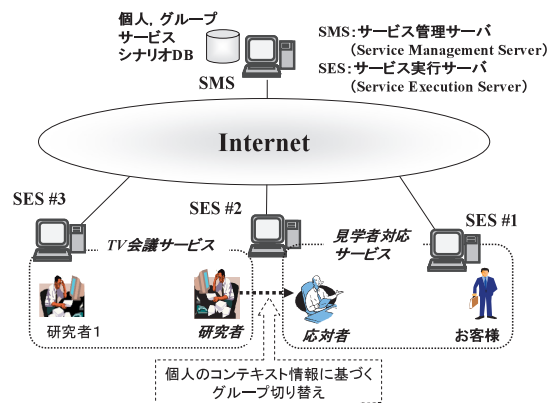 個人，グループ
サービス
シナリオDB
SMS
SMS：サービス管理サーバ
（Service Management Server）
SES：サービス実行サーバ
（Service Execution Server）
Internet
SES #3
SES #2
SES #1
TV会議サービス
見学者対応
サービス
研究者１
研究者
応対者
お客様
個人のコンテキスト情報に基づく
グループ切り替え